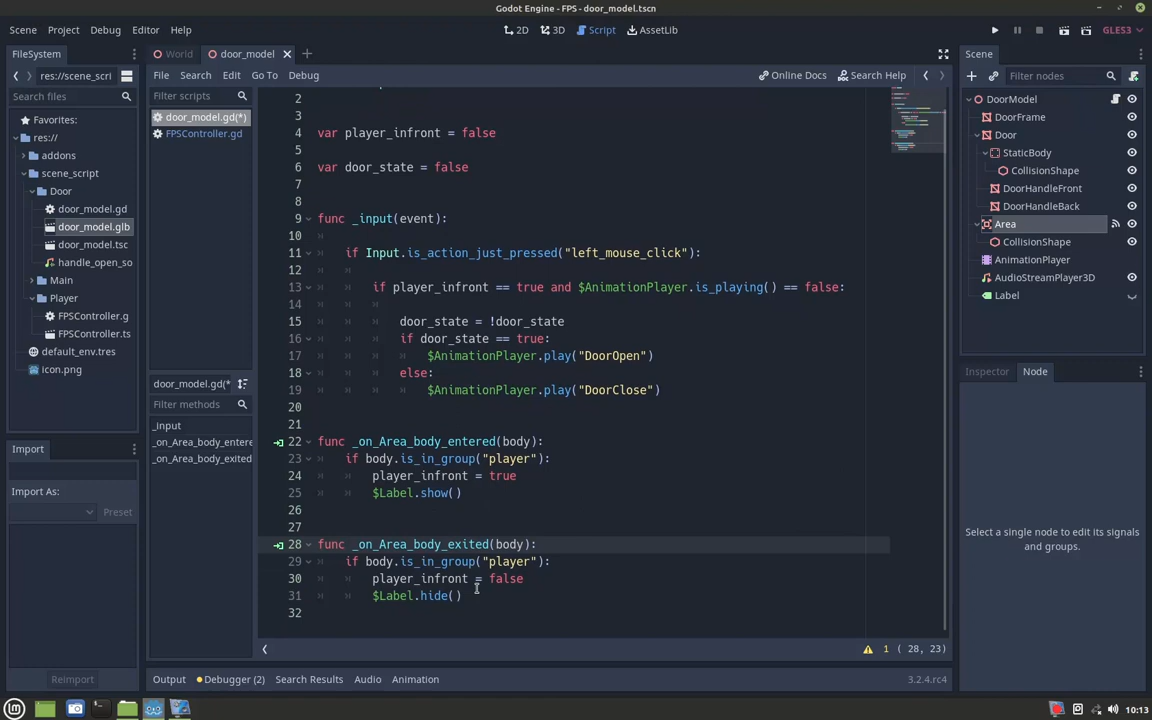 Godot Engine - FPS - door_model.tscn
Scene Project Debug Editor Help
2D 3D Script AssetLib
GLES3
FileSystem
World door_model
Scene
res://scene_scri
File Search Edit Go To Debug
Online Docs Search Help
Filter nodes
Search files
Filter scripts
Favorites:
res://
addons
scene_script
Door
door_model.gd
door_model.glb
door_model.tsc
handle_open_so
Main
Player
FPSController.g
FPSController.ts
default_env.tres
icon.png
Import
Import As:
Preset
Reimport
door_model.gd(*)
FPSController.gd
door_model.gd(*
Filter methods
_input
_on_Area_body_entere
_on_Area_body_exited
2
3
4 var player_infront = false
5
6 var door_state = false
7
8
9 func _input(event):
10
11 if Input.is_action_just_pressed("left_mouse_click"):
12
13 if player_infront == true and $AnimationPlayer.is_playing() == false:
14
15 door_state = !door_state
16 if door_state == true:
17 $AnimationPlayer.play("DoorOpen")
18 else:
19 $AnimationPlayer.play("DoorClose")
20
21
22 func _on_Area_body_entered(body):
23 if body.is_in_group("player"):
24 player_infront = true
25 $Label.show()
26
27
28 func _on_Area_body_exited(body):
29 if body.is_in_group("player"):
30 player_infront = false
31 $Label.hide()
32
1 ( 28, 23)
Output Debugger (2) Search Results Audio Animation
3.2.4.rc4
DoorModel
DoorFrame
Door
StaticBody
CollisionShape
DoorHandleFront
DoorHandleBack
Area
CollisionShape
AnimationPlayer
AudioStreamPlayer3D
Label
Inspector Node
Select a single node to edit its signals
and groups.
10:13